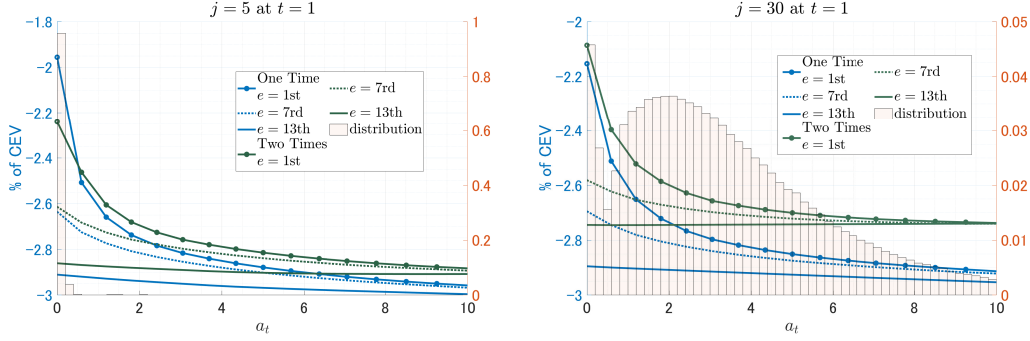 j = 5 at t = 1
-1.8
-2
-2.2
-2.4
-2.6
-2.8
-3
% of CEV
1
0.8
0.6
0.4
0.2
0
0 2 4 6 8 10
a_t
One Time
e = 1st
e = 7rd
e = 13th
Two Times
e = 1st
e = 7rd
e = 13th
distribution
j = 30 at t = 1
-2
-2.2
-2.4
-2.6
-2.8
-3
% of CEV
0.05
0.04
0.03
0.02
0.01
0
0 2 4 6 8 10
a_t
One Time
e = 1st
e = 7rd
e = 13th
Two Times
e = 1st
e = 7rd
e = 13th
distribution